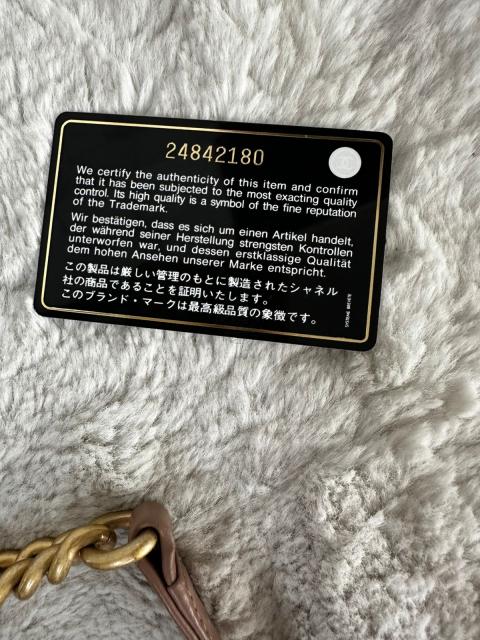 24842180
We certify the authenticity of this item and confirm
that it has been subjected to the most exacting quality
control. Its high quality is a symbol of the fine reputation
of the Trademark.
Wir bestätigen, dass es sich um einen Artikel handelt,
der während seiner Herstellung strengsten Kontrollen
unterworfen war, und dessen erstklassige Qualität
dem hohen Ansehen unserer Marke entspricht.
この製品は厳しい管理のもとに製造されたシャネル
社の商品であることを証明いたします。
このブランド・マークは最高級品質の象徴です。